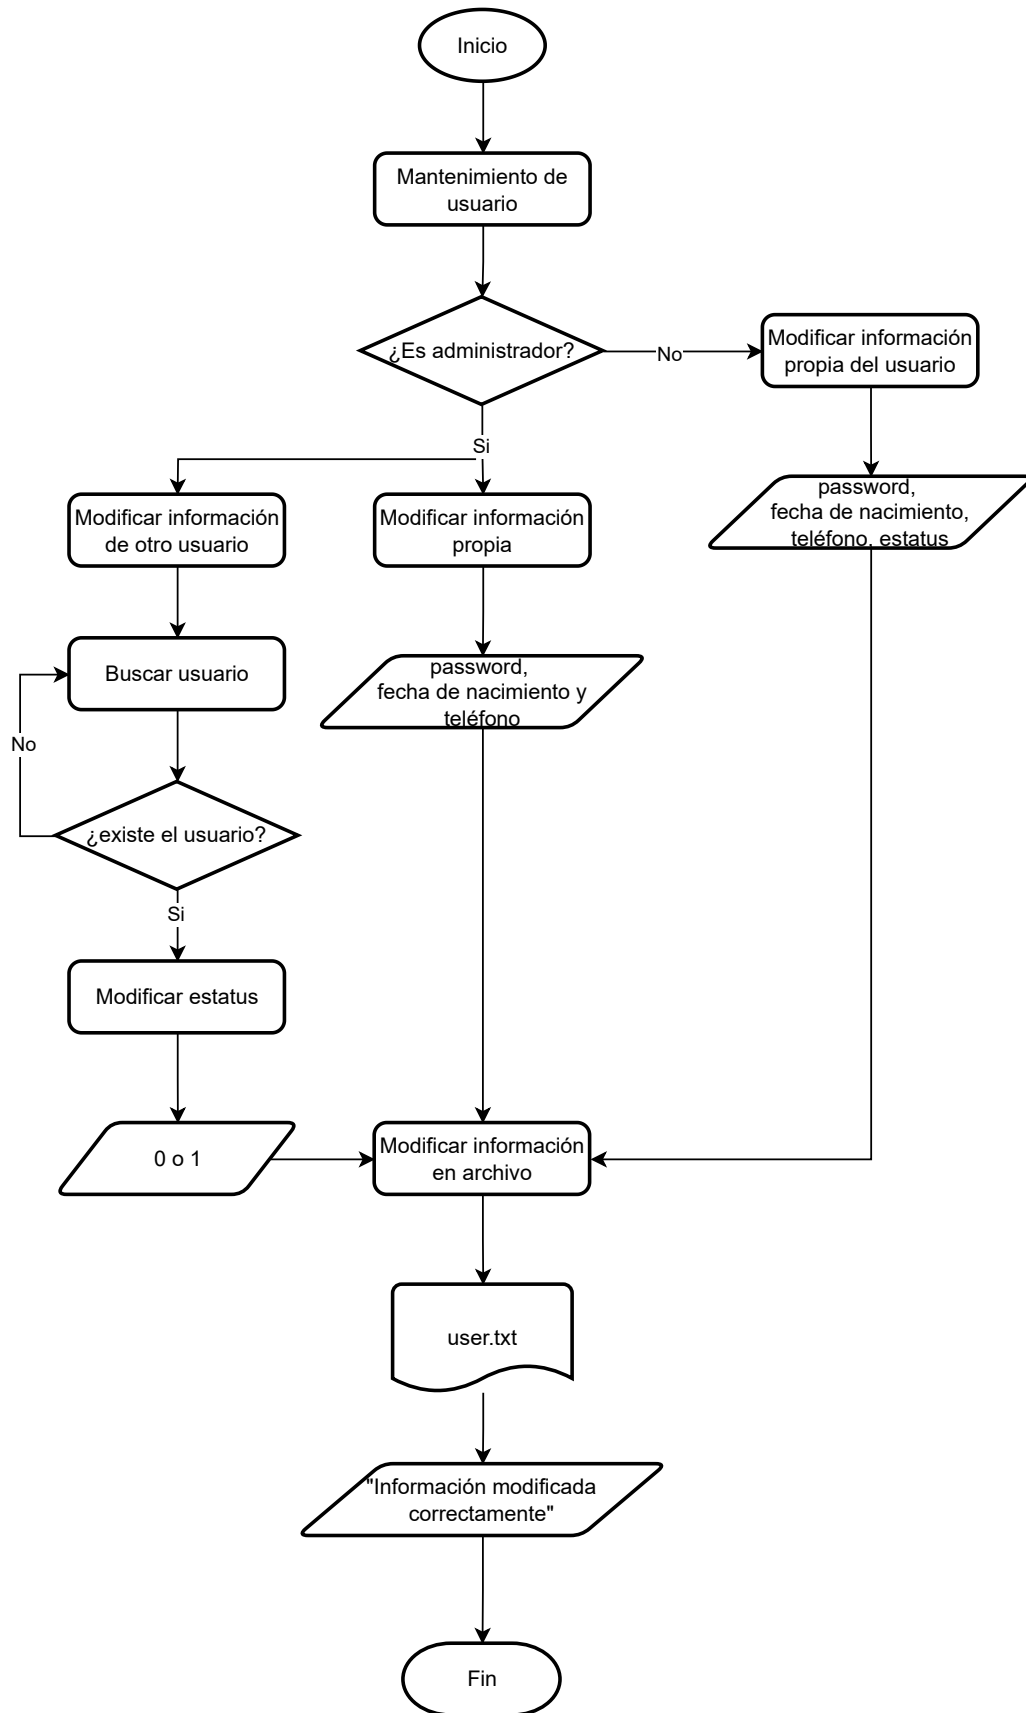 Inicio
Mantenimiento de
usuario
¿Es administrador?
No
Modificar información
propia del usuario
Si
password,
fecha de nacimiento,
teléfono, estatus
Modificar información
de otro usuario
Modificar información
propia
Buscar usuario
password,
fecha de nacimiento y
teléfono
No
¿existe el usuario?
Si
Modificar estatus
0 o 1
Modificar información
en archivo
user.txt
"Información modificada
correctamente"
Fin